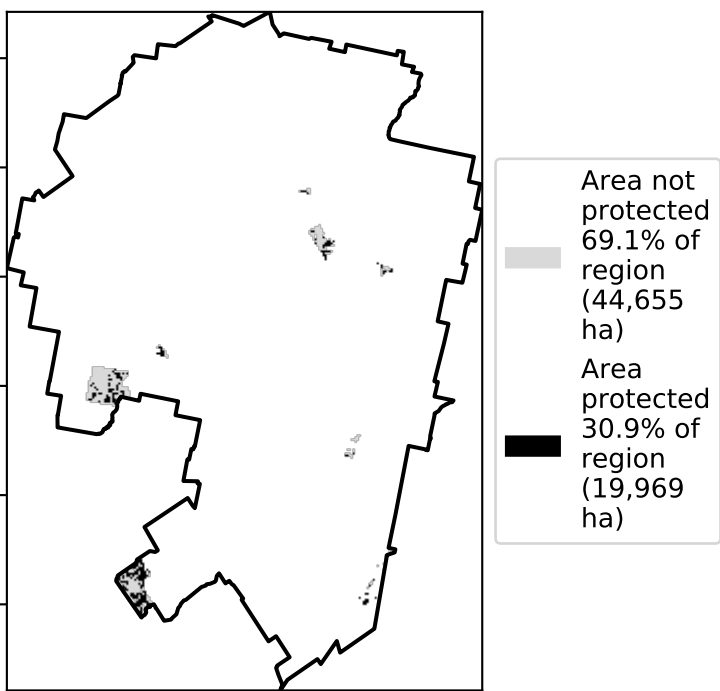 Area not
protected
69.1% of
region
(44,655
ha)
Area
protected
30.9% of
region
(19,969
ha)